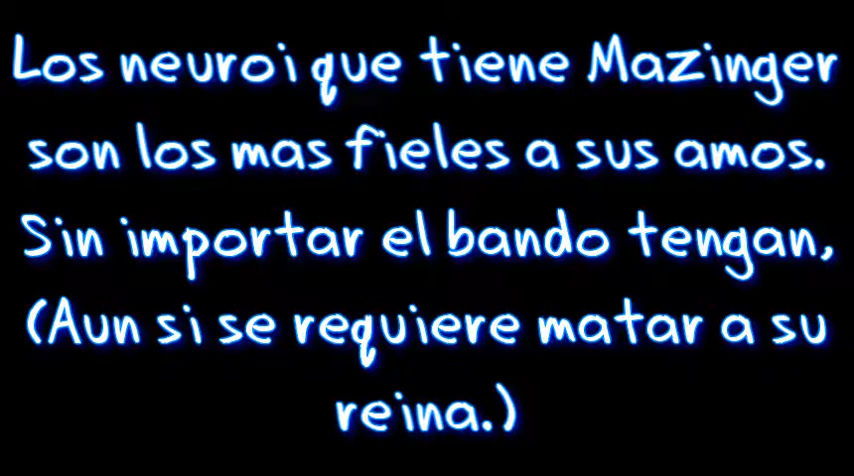 Los neuroi que tiene Mazinger
son los mas fieles a sus amos.
Sin importar el bando tengan,
(Aun si se requiere matar a su
reina.)